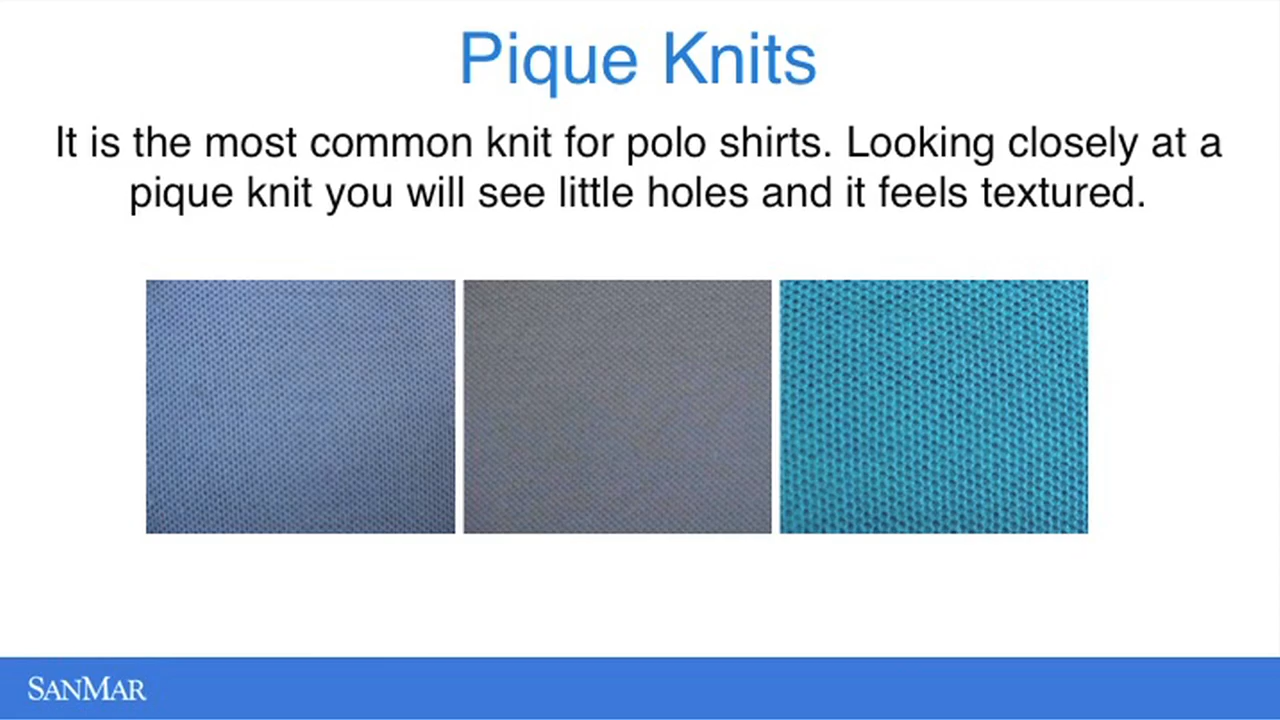 Pique Knits
It is the most common knit for polo shirts. Looking closely at a
pique knit you will see little holes and it feels textured.
SANMAR